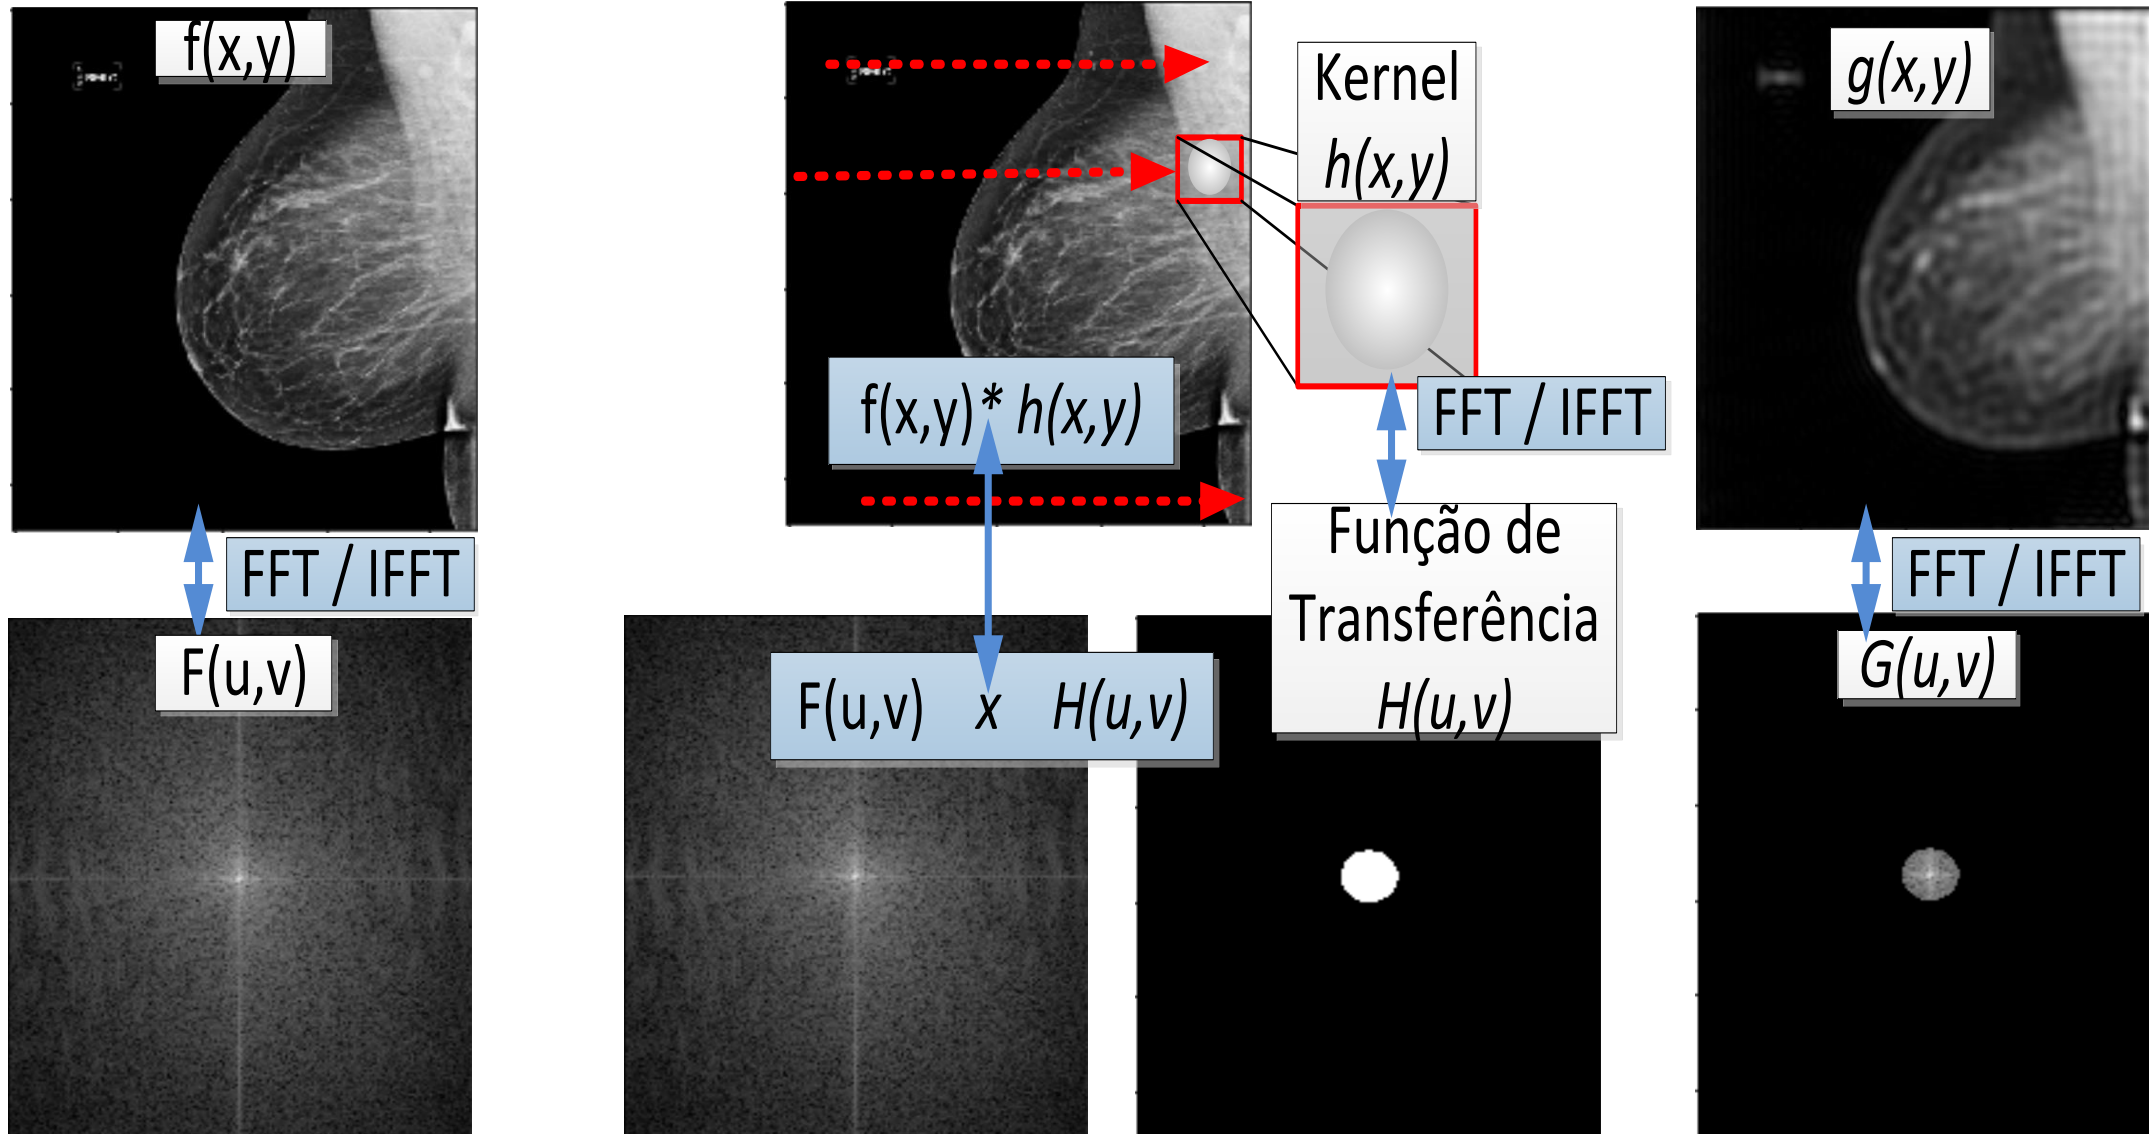 f(x,y)
FFT / IFFT
F(u,v)
Kernel
h(x,y)
f(x,y)* h(x,y)
FFT / IFFT
Função de
Transferência
H(u,v)
F(u,v) x H(u,v)
g(x,y)
FFT / IFFT
G(u,v)